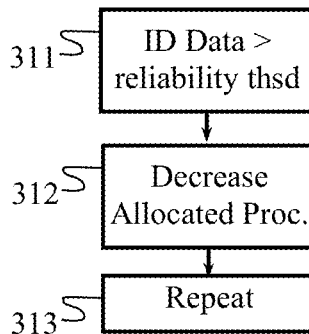 311
ID Data >
reliability thsd
312
Decrease
Allocated Proc.
313
Repeat